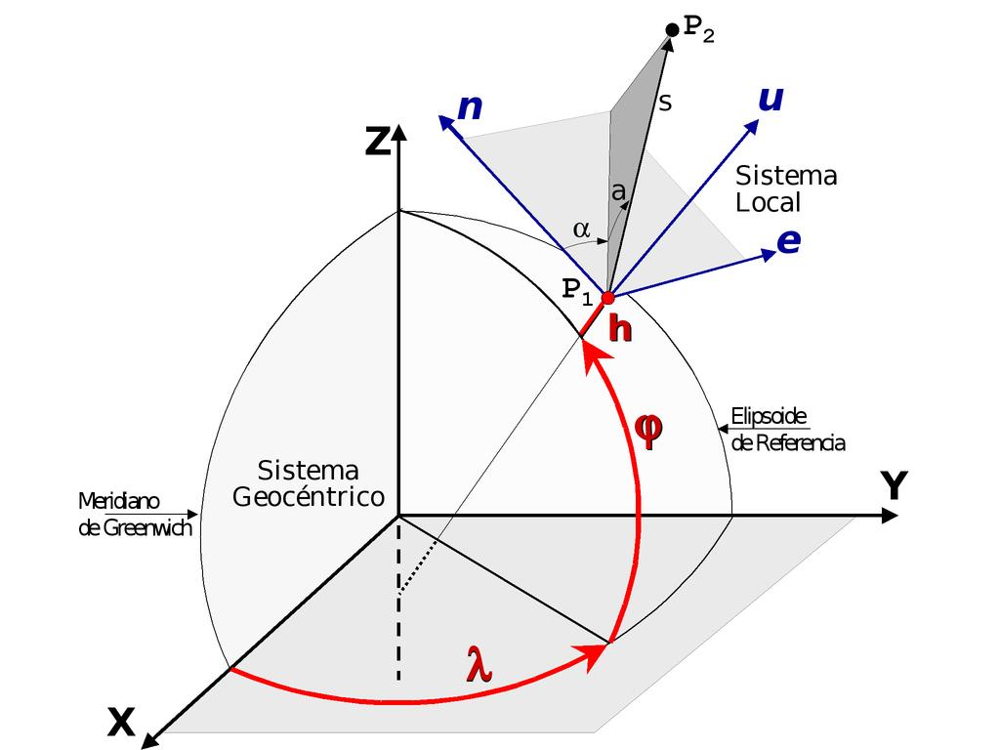 P2
n
u
Z
s
Sistema
Local
a
α
e
P1
h
Elipsoide
de Referencia
φ
Sistema
Geocéntrico
Meridiano
de Greenwich
Y
λ
X